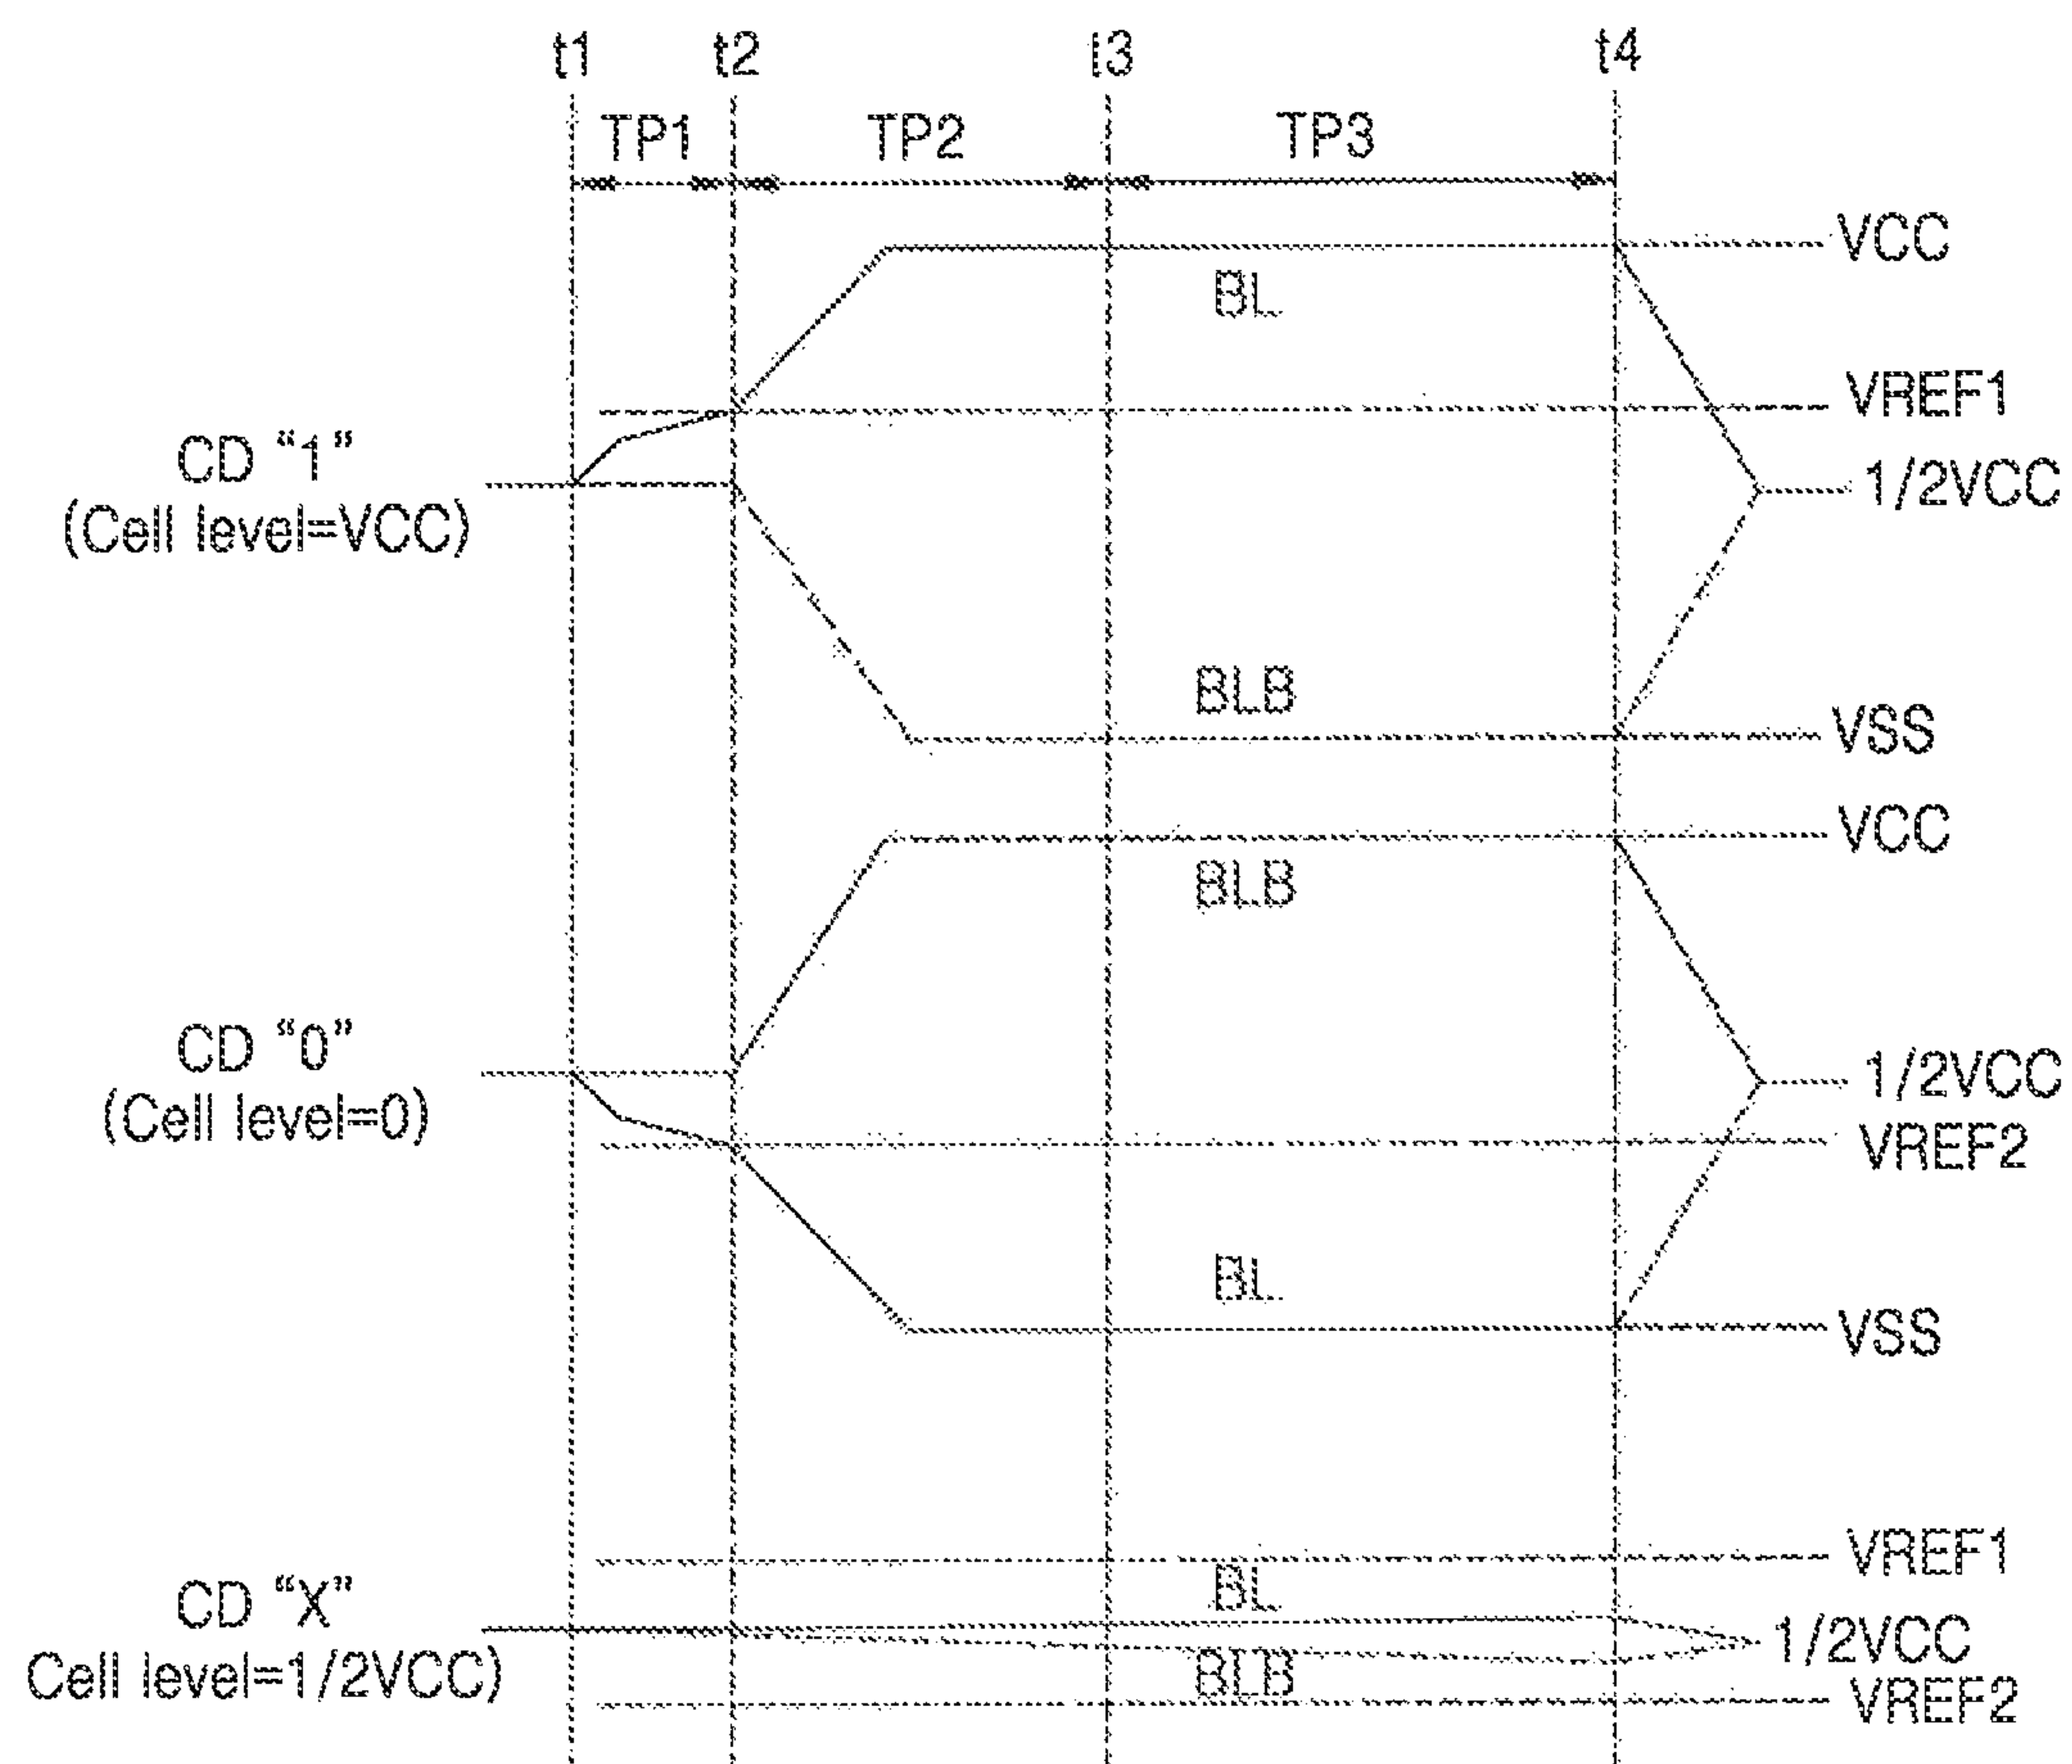 t1 t2 t3 t4
TP1 TP2 TP3
VCC
BL
VREF1
CD “1”
1/2VCC
(Cell level=VCC)
BLB
VSS
VCC
BLB
CD “0”
1/2VCC
(Cell level=0)
VREF2
BL
VSS
VREF1
BL
CD “X”
1/2VCC
Cell level=1/2VCC)
BLB
VREF2